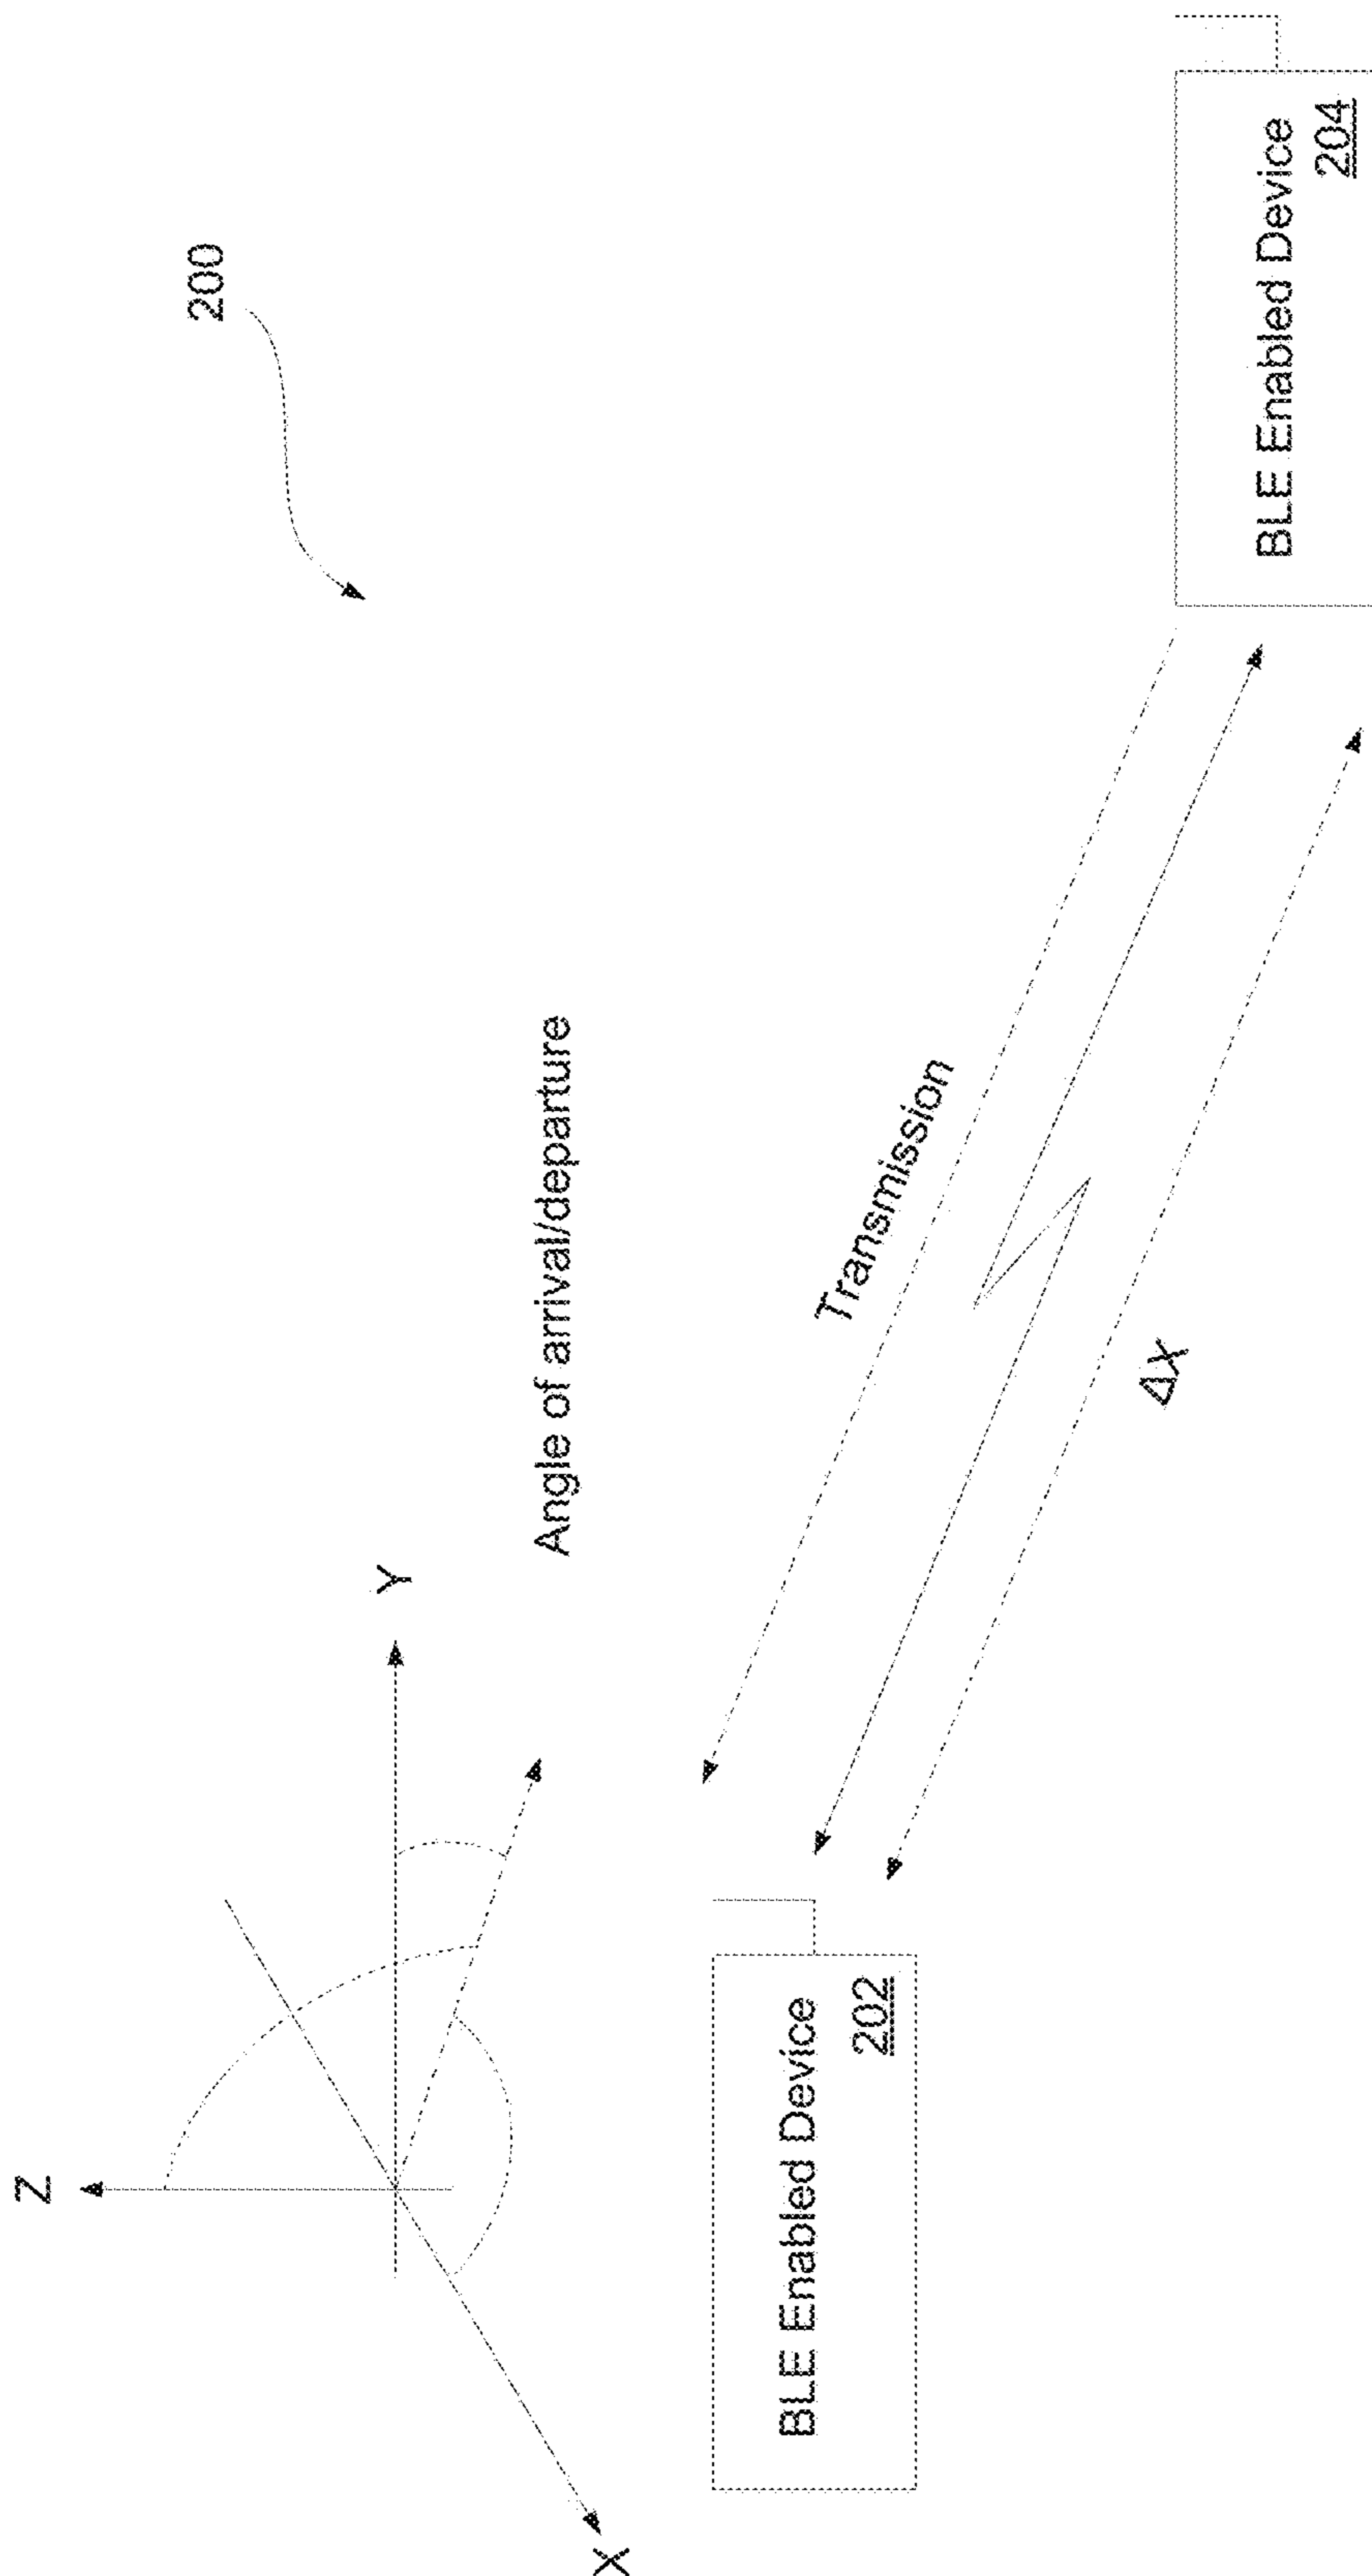 200
Z
Y
X
Angle of arrival/departure
Transmission
ΔX
BLE Enabled Device
202
BLE Enabled Device
204